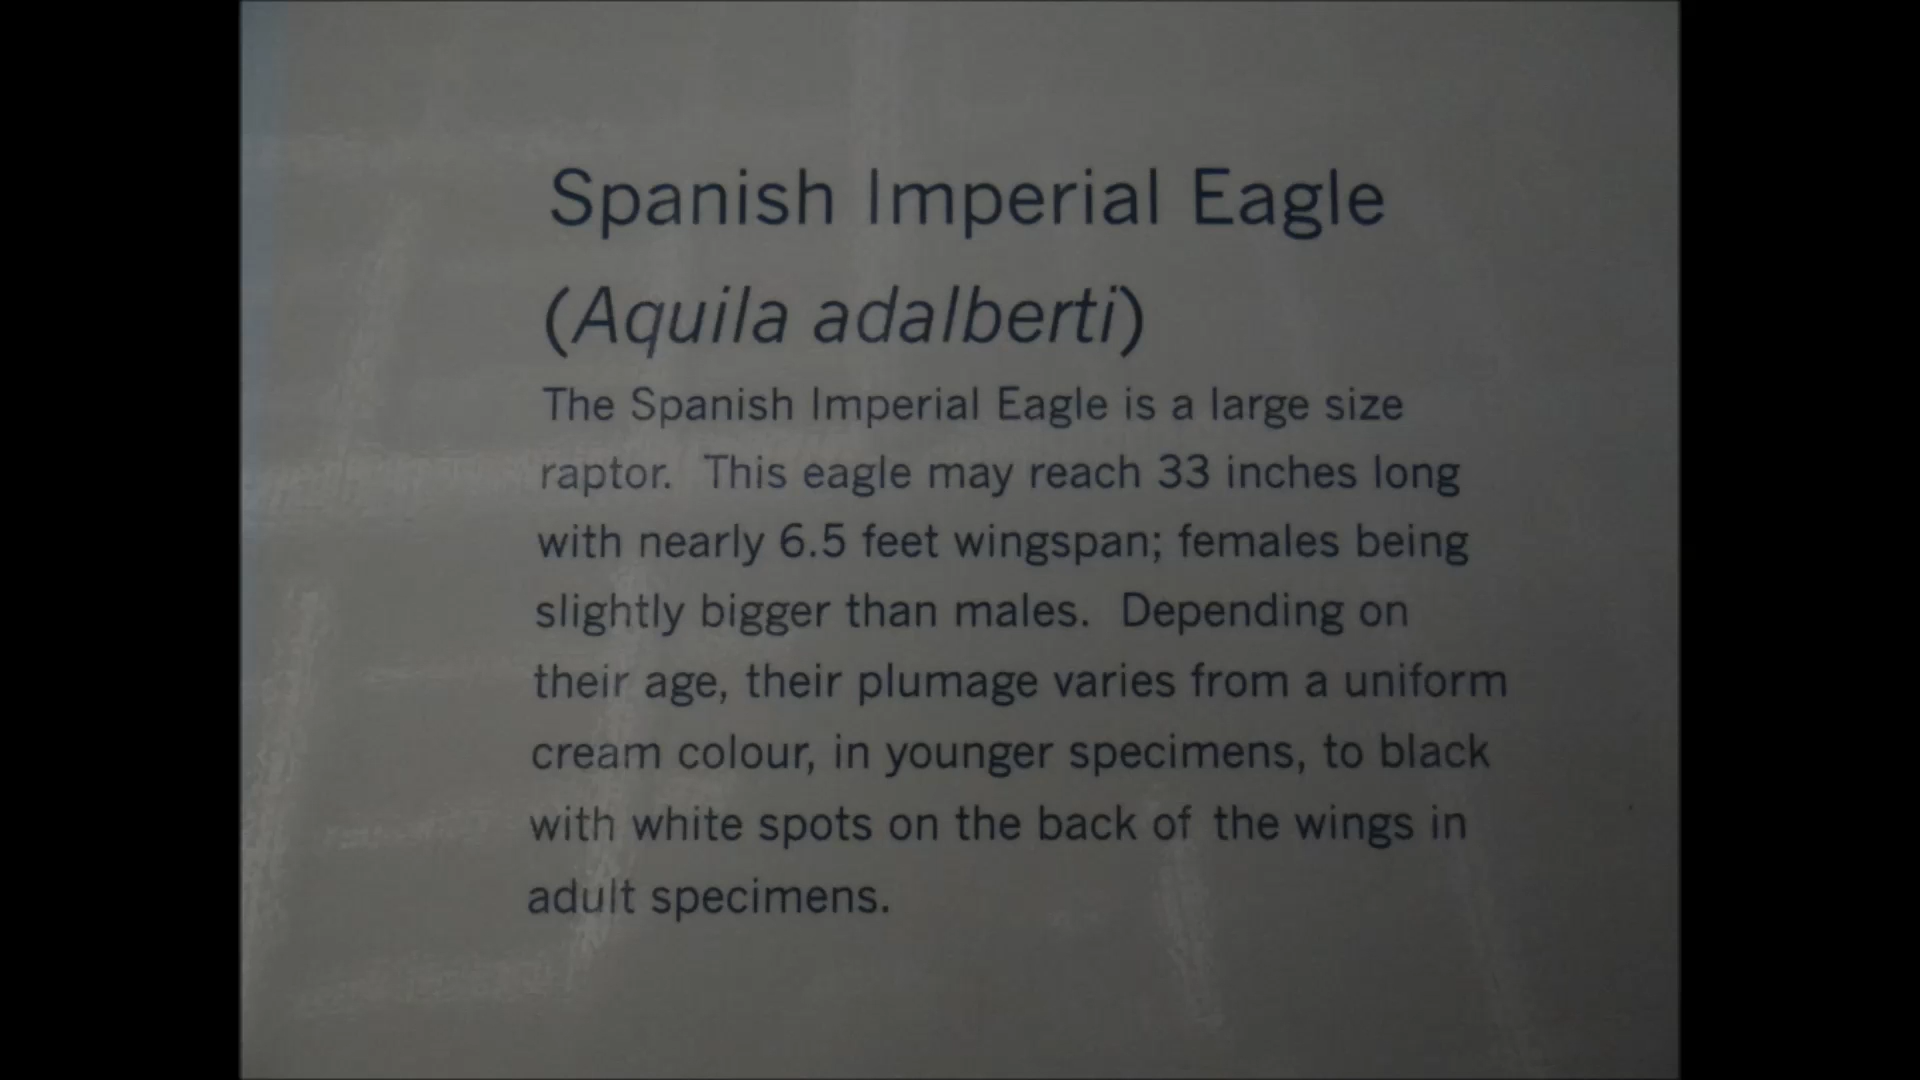 Spanish Imperial Eagle
(Aquila adalberti)
The Spanish Imperial Eagle is a large size
raptor.  This eagle may reach 33 inches long
with nearly 6.5 feet wingspan; females being
slightly bigger than males.  Depending on
their age, their plumage varies from a uniform
cream colour, in younger specimens, to black
with white spots on the back of the wings in
adult specimens.